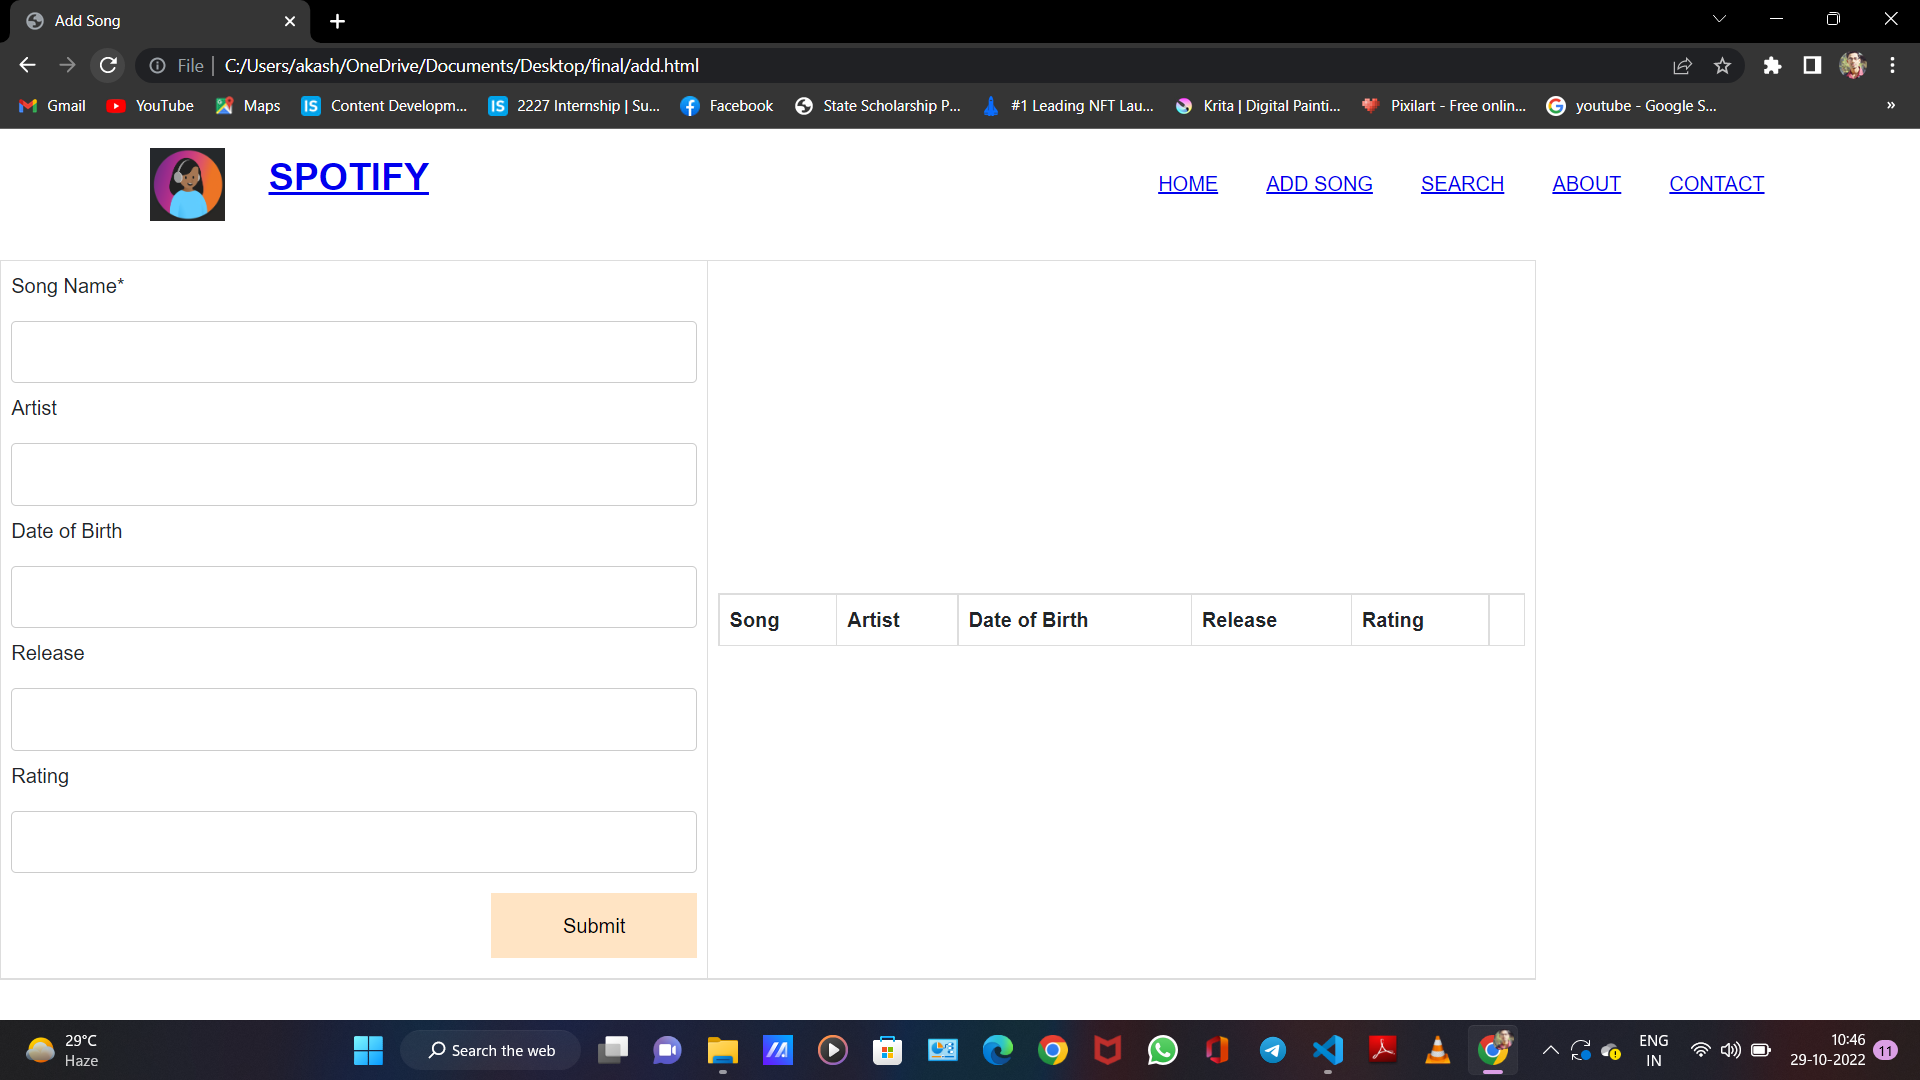 Add Song
File | C:/Users/akash/OneDrive/Documents/Desktop/final/add.html
Gmail YouTube Maps IS Content Developm... IS 2227 Internship | Su... Facebook State Scholarship P... #1 Leading NFT Lau... Krita | Digital Painti... Pixilart - Free onlin... youtube - Google S... »
SPOTIFY HOME ADD SONG SEARCH ABOUT CONTACT
Song Name*
Artist
Date of Birth
Release
Rating
Submit
Song Artist Date of Birth Release Rating
29°C
Haze
Search the web
ENG
IN
10:46
29-10-2022
11